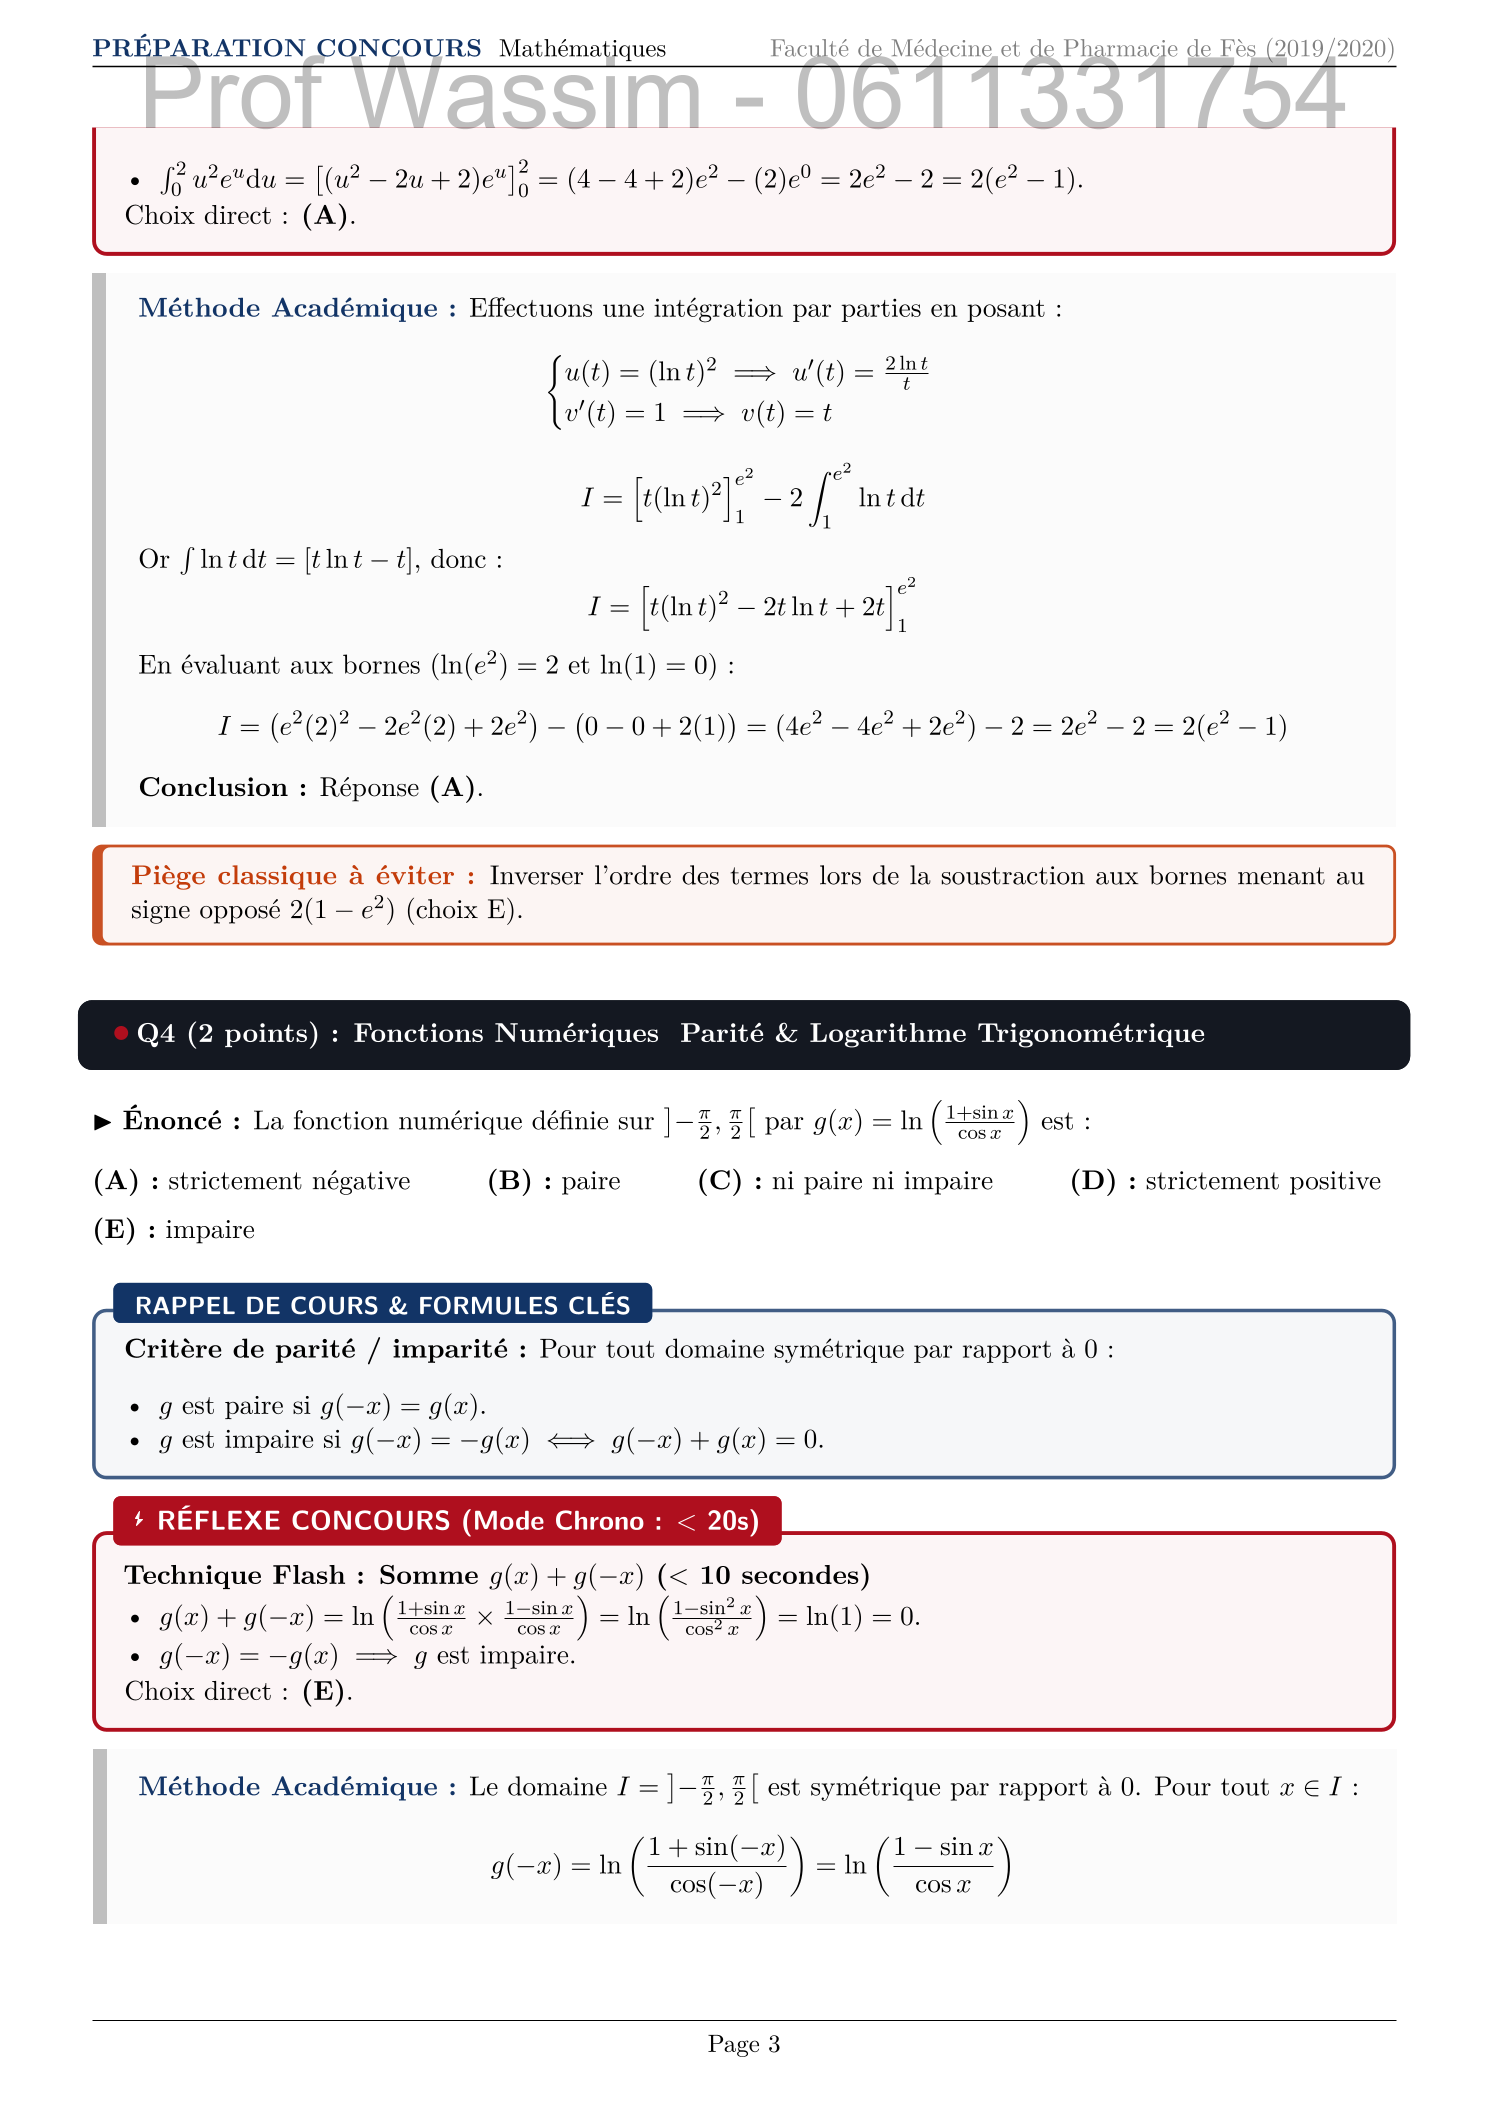 PRÉPARATION CONCOURS Mathématiques Faculté de Médecine et de Pharmacie de Fès (2019/2020)
Prof Wassim - 0611331754
• ∫₀² u²eᵘdu = [(u² − 2u + 2)eᵘ]₀² = (4 − 4 + 2)e² − (2)e⁰ = 2e² − 2 = 2(e² − 1).
Choix direct : (A).
Méthode Académique : Effectuons une intégration par parties en posant :
{ u(t) = (ln t)² ⟹ u′(t) = 2 ln t / t
v′(t) = 1 ⟹ v(t) = t
I = [t(ln t)²]₁^{e²} − 2 ∫₁^{e²} ln t dt
Or ∫ ln t dt = [t ln t − t], donc :
I = [t(ln t)² − 2t ln t + 2t]₁^{e²}
En évaluant aux bornes (ln(e²) = 2 et ln(1) = 0) :
I = (e²(2)² − 2e²(2) + 2e²) − (0 − 0 + 2(1)) = (4e² − 4e² + 2e²) − 2 = 2e² − 2 = 2(e² − 1)
Conclusion : Réponse (A).
Piège classique à éviter : Inverser l'ordre des termes lors de la soustraction aux bornes menant au
signe opposé 2(1 − e²) (choix E).
• Q4 (2 points) : Fonctions Numériques Parité & Logarithme Trigonométrique
▶ Énoncé : La fonction numérique définie sur ]−π/2, π/2[ par g(x) = ln((1+sin x)/cos x) est :
(A) : strictement négative (B) : paire (C) : ni paire ni impaire (D) : strictement positive
(E) : impaire
RAPPEL DE COURS & FORMULES CLÉS
Critère de parité / imparité : Pour tout domaine symétrique par rapport à 0 :
• g est paire si g(−x) = g(x).
• g est impaire si g(−x) = −g(x) ⟺ g(−x) + g(x) = 0.
⚡ RÉFLEXE CONCOURS (Mode Chrono : < 20s)
Technique Flash : Somme g(x) + g(−x) (< 10 secondes)
• g(x) + g(−x) = ln((1+sin x)/cos x × (1−sin x)/cos x) = ln((1−sin² x)/cos² x) = ln(1) = 0.
• g(−x) = −g(x) ⟹ g est impaire.
Choix direct : (E).
Méthode Académique : Le domaine I = ]−π/2, π/2[ est symétrique par rapport à 0. Pour tout x ∈ I :
g(−x) = ln((1 + sin(−x))/cos(−x)) = ln((1 − sin x)/cos x)
Page 3